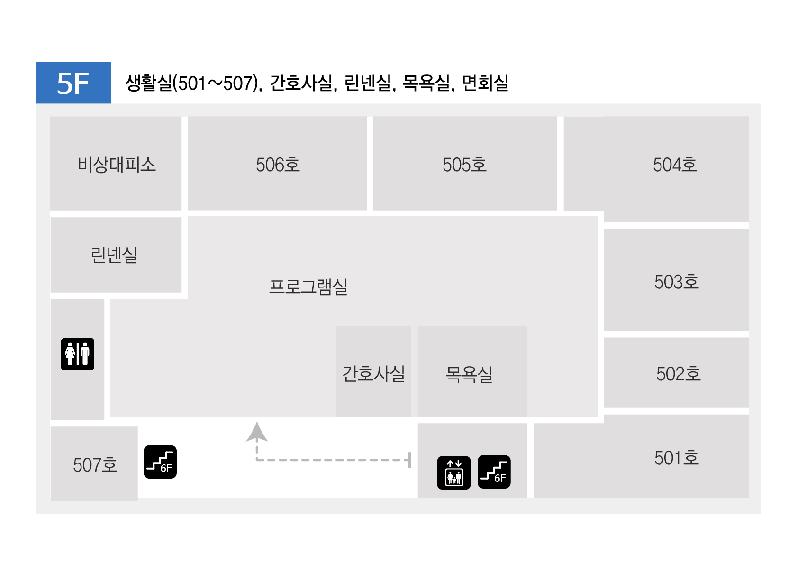 5F 생활실(501~507), 간호사실, 린넨실, 목욕실, 면회실
비상대피소 506호 505호 504호
린넨실
프로그램실 503호
간호사실 목욕실 502호
507호 6F 6F 501호